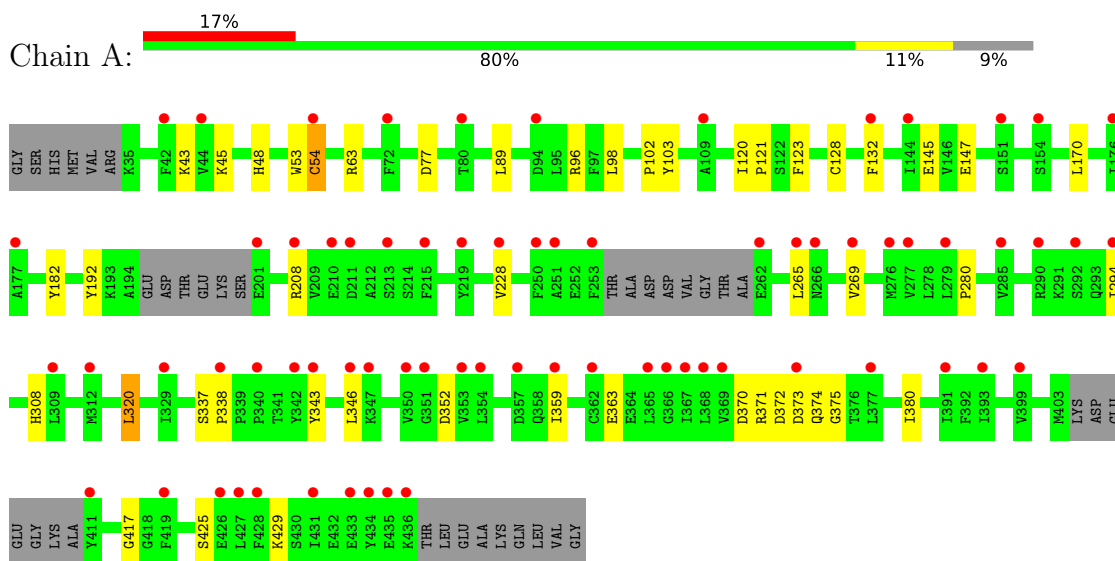 17%
Chain A:
80% 11% 9%
GLY SER HIS MET VAL ARG K35 F42 K43 V44 K45 H48 W53 C54 R63 F72 D77 T80 L89 D94 L95 R96 F97 L98 P102 Y103 A109 I120 P121 S122 F123 C128 F132 I144 E145 V146 E147 S151 S154 L170 I176
A177 Y182 Y192 K193 A194 GLU ASP THR GLU LYS SER E201 R208 V209 E210 D211 A212 S213 S214 F215 Y219 V228 F250 A251 E252 F253 THR ALA ASP ASP VAL GLY THR ALA E262 L265 N266 V269 M276 V277 L278 L279 P280 V285 R290 K291 S292 Q293 I294
H308 L309 M312 L320 I329 S337 P338 P339 P340 T341 Y342 Y343 L346 K347 V350 G351 D352 V353 L354 D357 Q358 I359 C362 E363 E364 L365 G366 I367 L368 V369 D370 R371 D372 D373 Q374 G375 T376 L377 I380 I391 F392 I393 V399 M403 LYS ASP GLU
GLU GLY LYS ALA Y411 G417 G418 F419 S425 E426 L427 F428 K429 S430 I431 E432 E433 Y434 E435 K436 THR LEU GLU ALA LYS GLN LEU VAL GLY